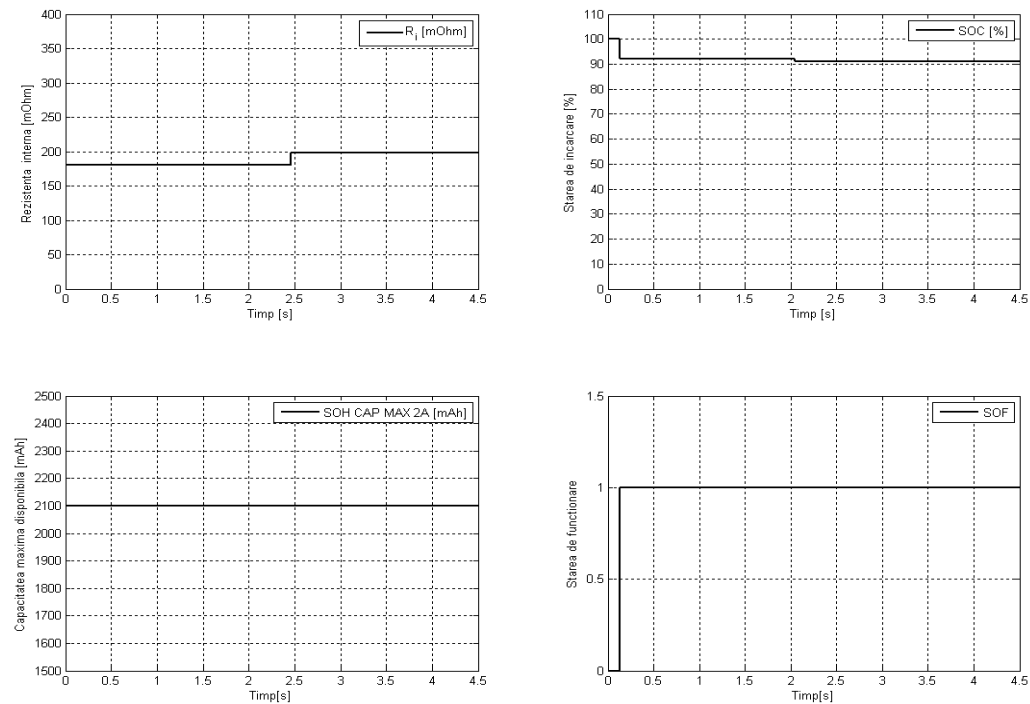 400
350
300
250
200
150
100
50
0
Rezistenta interna [mOhm]
R_i [mOhm]
0 0.5 1 1.5 2 2.5 3 3.5 4 4.5
Timp [s]
110
100
90
80
70
60
50
40
30
20
10
0
Starea de incarcare [%]
SOC [%]
0 0.5 1 1.5 2 2.5 3 3.5 4 4.5
Timp [s]
2500
2400
2300
2200
2100
2000
1900
1800
1700
1600
1500
Capacitatea maxima disponibila [mAh]
SOH CAP MAX 2A [mAh]
0 0.5 1 1.5 2 2.5 3 3.5 4 4.5
Timp[s]
1.5
1
0.5
0
Starea de functionare
SOF
0 0.5 1 1.5 2 2.5 3 3.5 4 4.5
Timp[s]